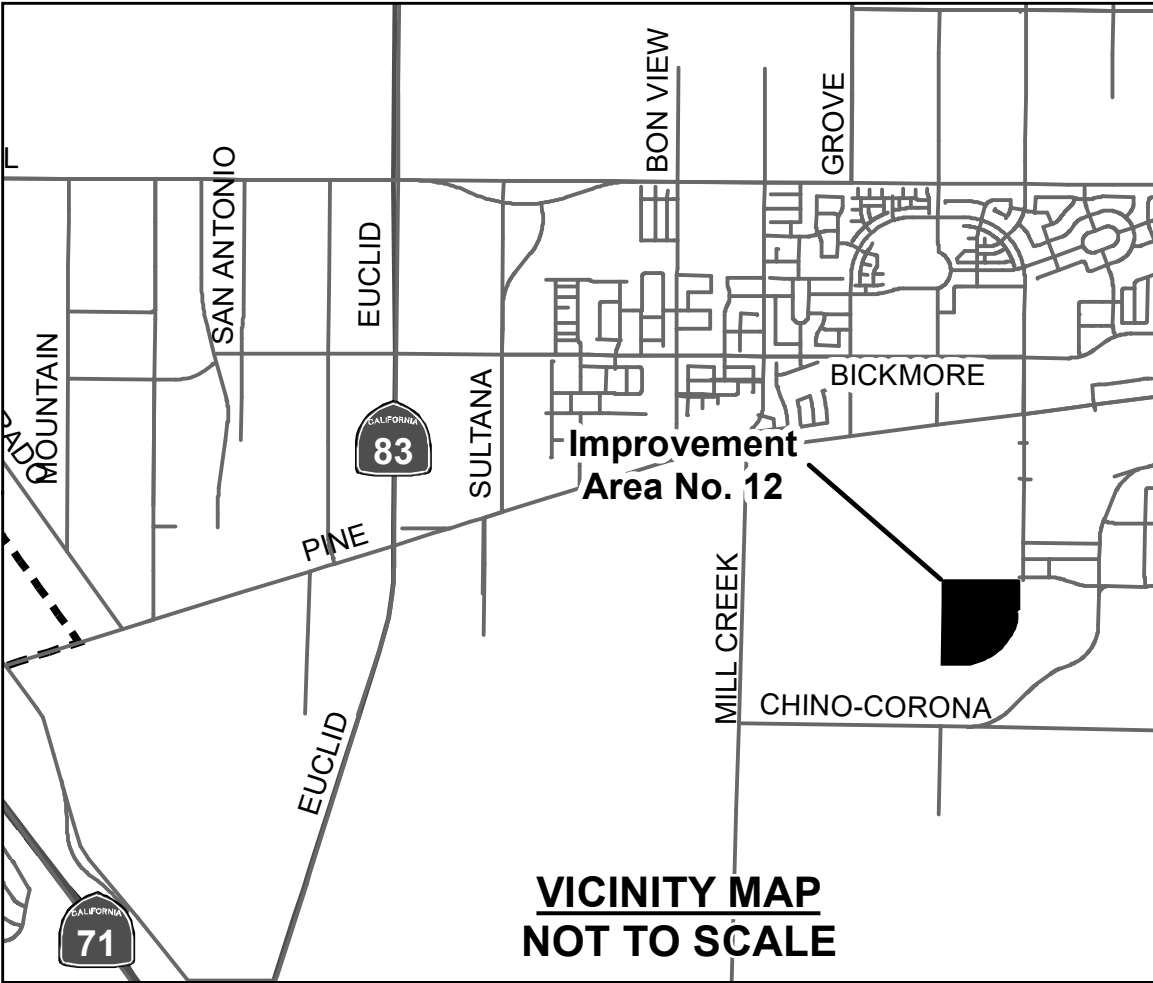 BON VIEW
GROVE
L
SAN ANTONIO
EUCLID
MOUNTAIN
BICKMORE
SULTANA
CALIFORNIA
83
Improvement
Area No. 12
PINE
MILL CREEK
CHINO-CORONA
EUCLID
CALIFORNIA
71
VICINITY MAP
NOT TO SCALE